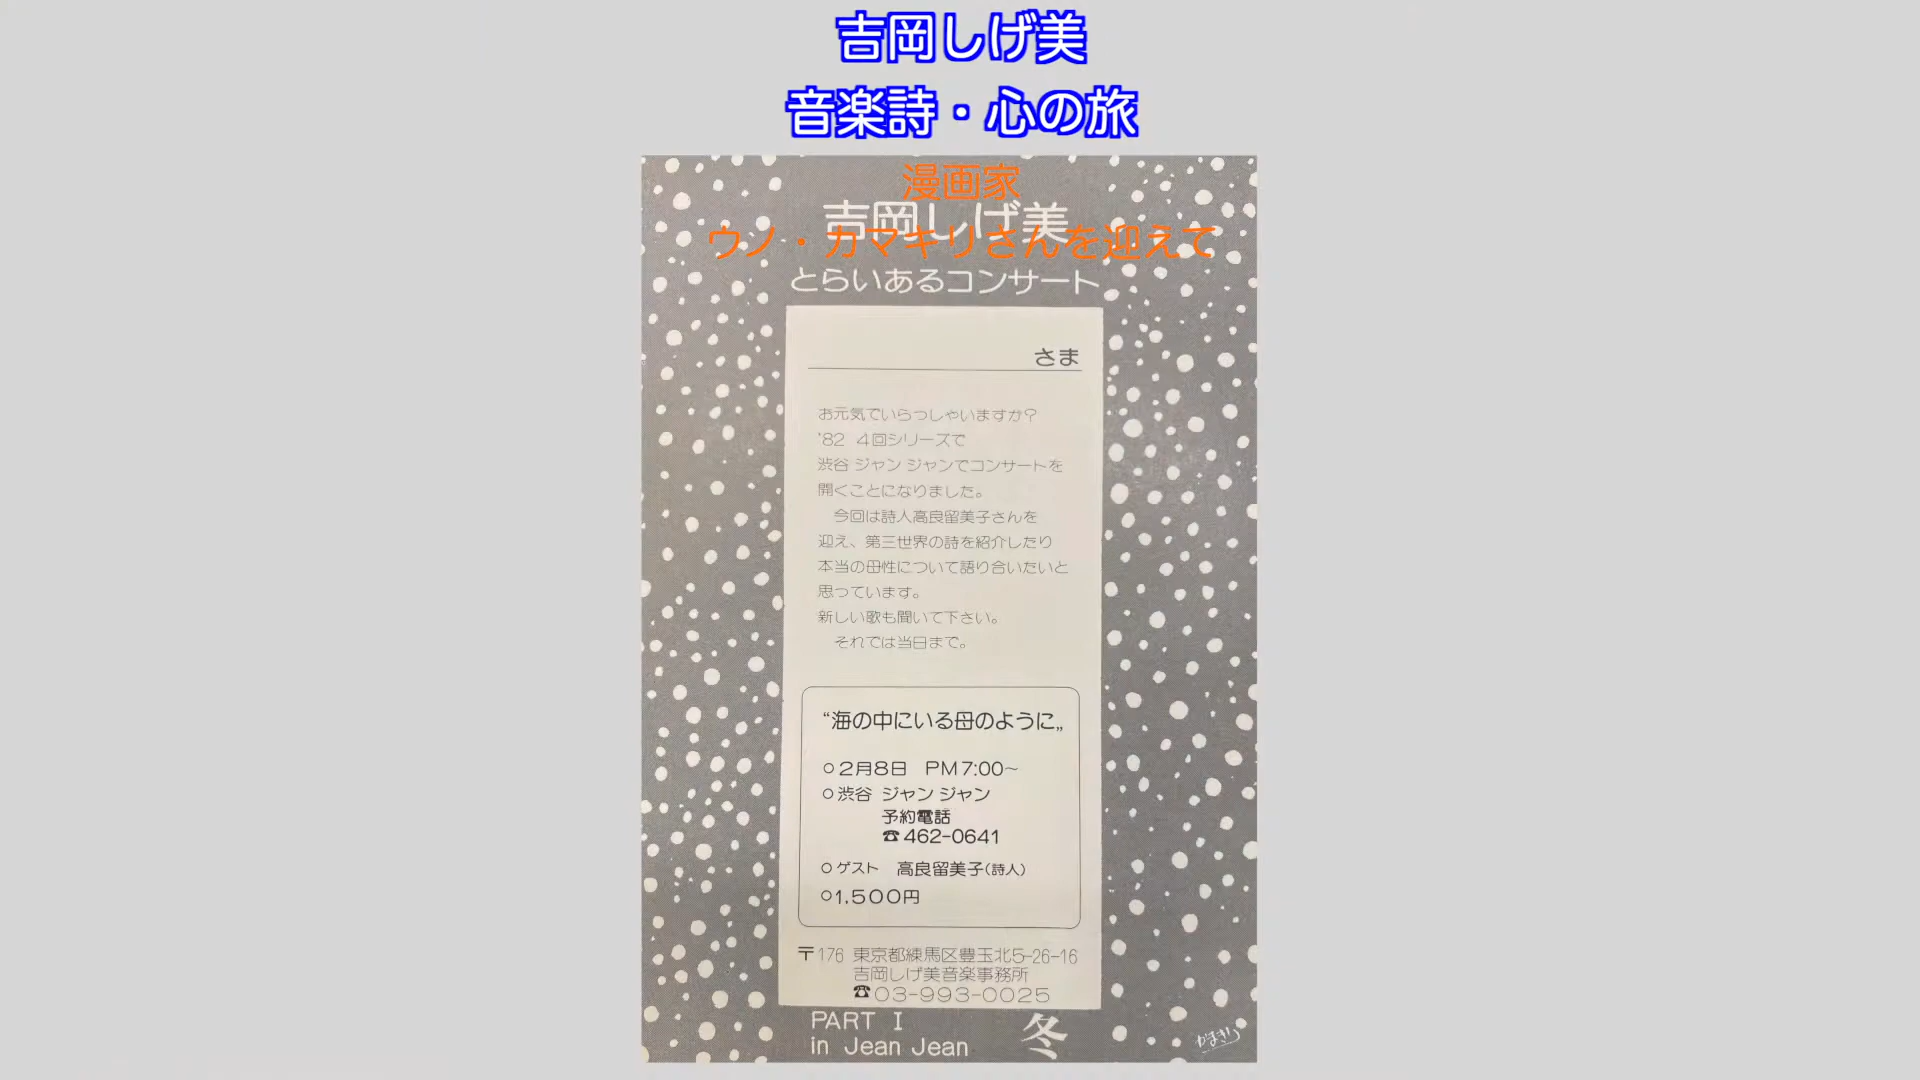 吉岡しげ美
音楽詩・心の旅
漫画家
吉岡しげ美
ウノ・カマキリさんを迎えて
とらいあるコンサート
さま
お元気でいらっしゃいますか?
'82 4回シリーズで
渋谷 ジャン ジャンでコンサートを
開くことになりました。
今回は詩人高良留美子さんを
迎え、第三世界の詩を紹介したり
本当の母性について語り合いたいと
思っています。
新しい歌も聞いて下さい。
それでは当日まで。
“海の中にいる母のように„
○2月8日 PM7:00~
○渋谷 ジャン ジャン
予約電話
☎462-0641
○ゲスト 高良留美子(詩人)
○1,500円
〒176 東京都練馬区豊玉北5-26-16
吉岡しげ美音楽事務所
☎03-993-0025
PART I 冬
in Jean Jean
かまきり